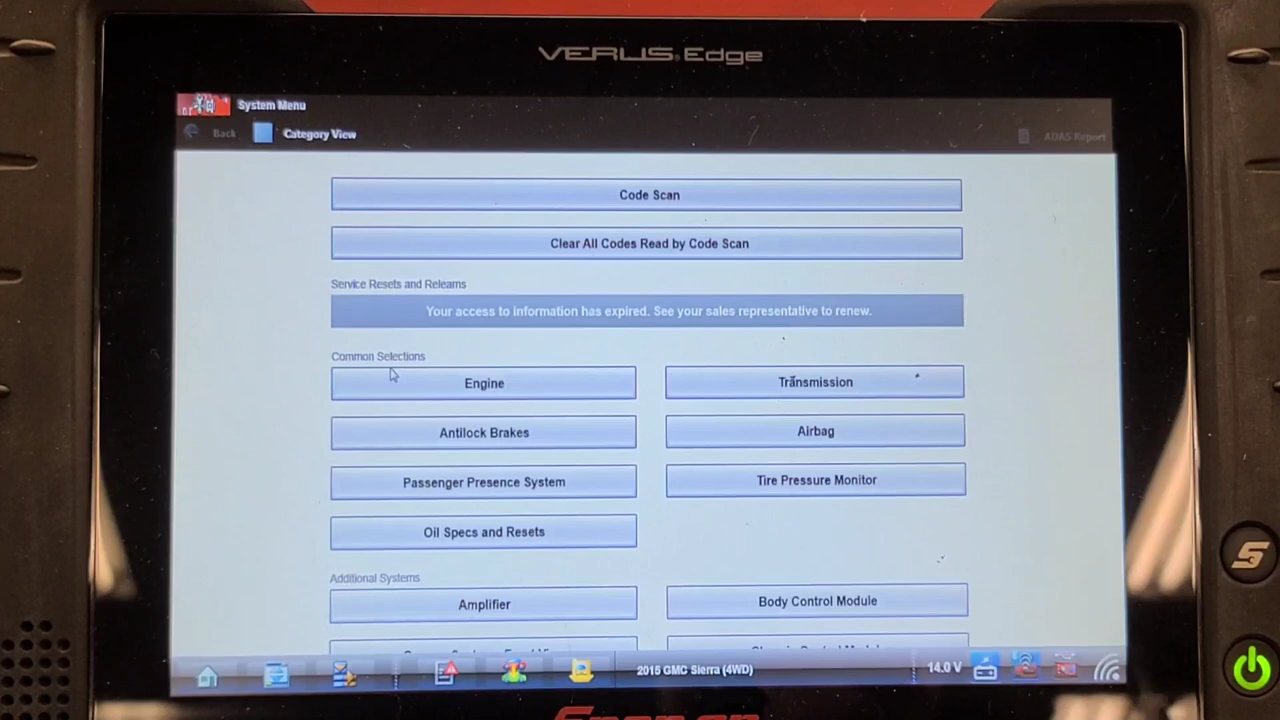 VERUS® Edge
System Menu
Back Category View ADAS Report
Code Scan
Clear All Codes Read by Code Scan
Service Resets and Relearns
Your access to information has expired. See your sales representative to renew.
Common Selections
Engine Transmission
Antilock Brakes Airbag
Passenger Presence System Tire Pressure Monitor
Oil Specs and Resets
Additional Systems
Amplifier Body Control Module
2015 GMC Sierra (4WD) 14.0 V
Snap-on